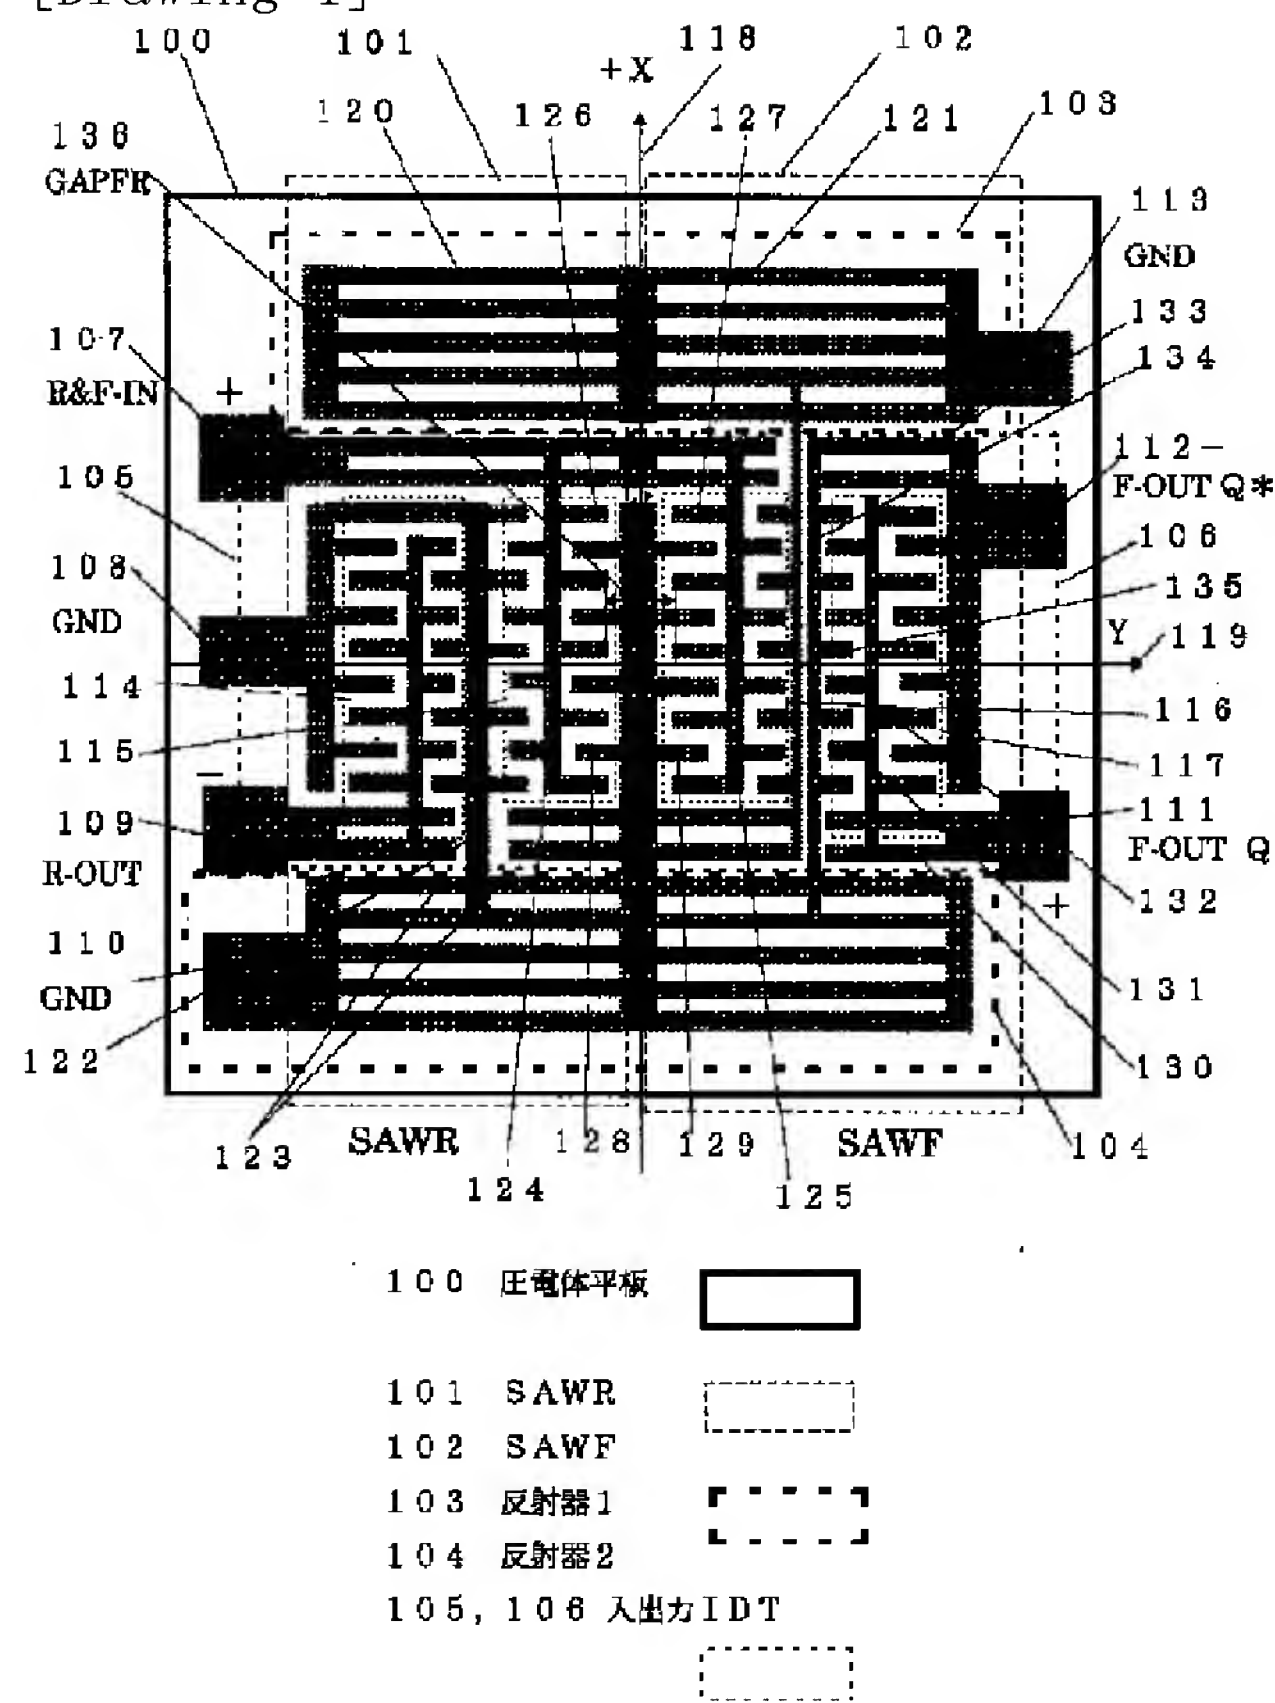 [Drawing 1]
100 101 118 102
+X
120 126 127 121 103
136
GAPFR
113
GND
107
R&F-IN +
133
134
105
112-
F-OUT Q*
108
GND
106
135
Y 119
114
116
115
117
-
109
R-OUT
111
F-OUT Q
132
+
110
GND
131
122
130
123 SAWR 128 129 SAWF 104
124 125
100 圧電体平板
101 SAWR
102 SAWF
103 反射器1
104 反射器2
105, 106 入出力IDT